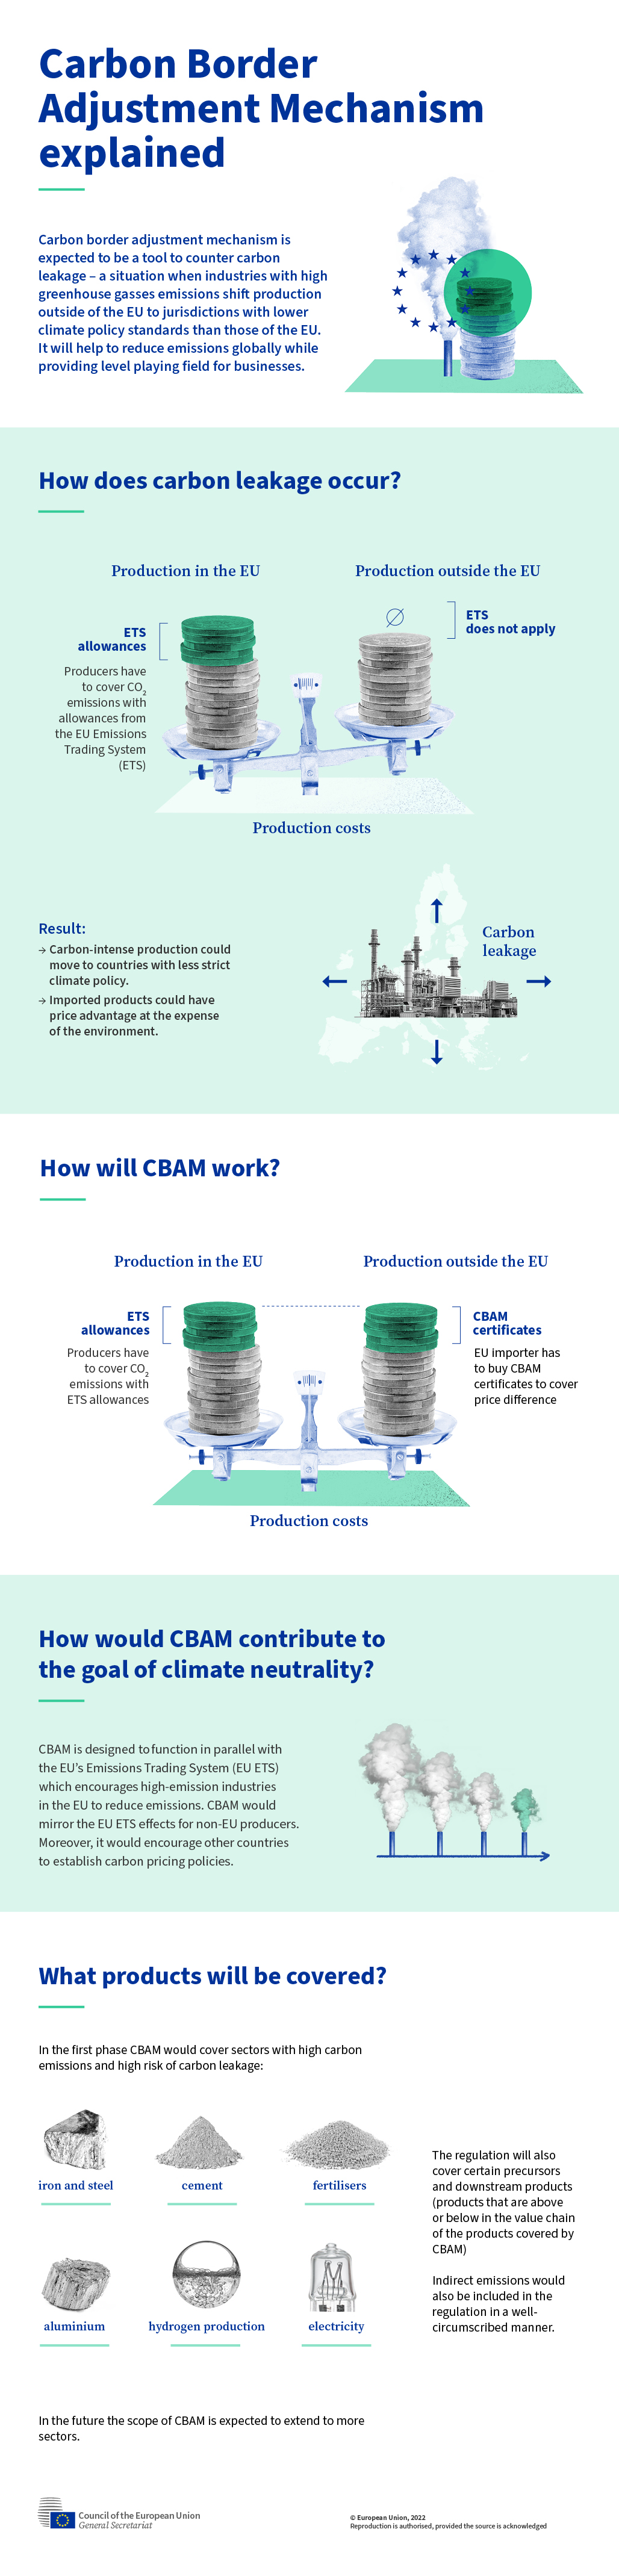 Carbon Border
Adjustment Mechanism
explained
Carbon border adjustment mechanism is
expected to be a tool to counter carbon
leakage – a situation when industries with high
greenhouse gasses emissions shift production
outside of the EU to jurisdictions with lower
climate policy standards than those of the EU.
It will help to reduce emissions globally while
providing level playing field for businesses.
How does carbon leakage occur?
Production in the EU
Production outside the EU
ETS
allowances
Producers have
to cover CO₂
emissions with
allowances from
the EU Emissions
Trading System
(ETS)
∅
ETS
does not apply
Production costs
Result:
→ Carbon-intense production could
move to countries with less strict
climate policy.
→ Imported products could have
price advantage at the expense
of the environment.
Carbon
leakage
How will CBAM work?
Production in the EU
Production outside the EU
ETS
allowances
Producers have
to cover CO₂
emissions with
ETS allowances
CBAM
certificates
EU importer has
to buy CBAM
certificates to cover
price difference
Production costs
How would CBAM contribute to
the goal of climate neutrality?
CBAM is designed to function in parallel with
the EU's Emissions Trading System (EU ETS)
which encourages high-emission industries
in the EU to reduce emissions. CBAM would
mirror the EU ETS effects for non-EU producers.
Moreover, it would encourage other countries
to establish carbon pricing policies.
What products will be covered?
In the first phase CBAM would cover sectors with high carbon
emissions and high risk of carbon leakage:
iron and steel
cement
fertilisers
aluminium
hydrogen production
electricity
The regulation will also
cover certain precursors
and downstream products
(products that are above
or below in the value chain
of the products covered by
CBAM)
Indirect emissions would
also be included in the
regulation in a well-
circumscribed manner.
In the future the scope of CBAM is expected to extend to more
sectors.
Council of the European Union
General Secretariat
© European Union, 2022
Reproduction is authorised, provided the source is acknowledged